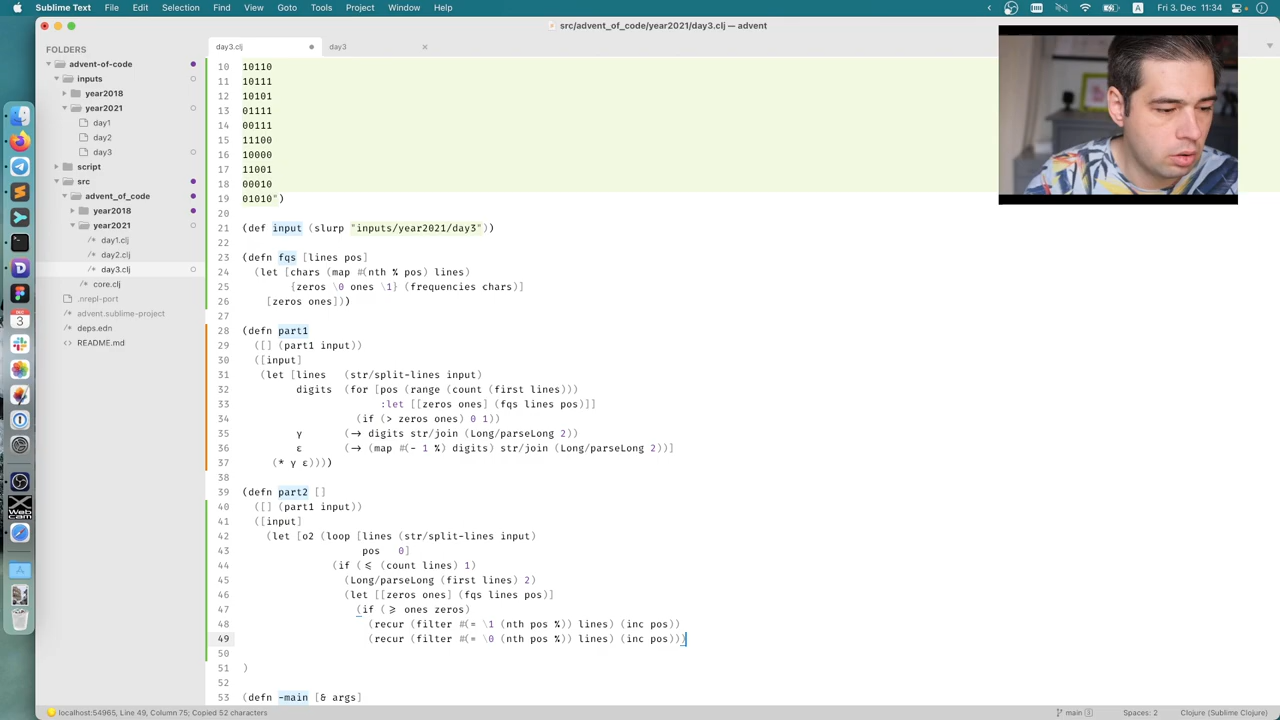 Sublime Text File Edit Selection Find View Goto Tools Project Window Help
Fri 3. Dec 11:34
src/advent_of_code/year2021/day3.clj — advent
FOLDERS
advent-of-code
inputs
year2018
year2021
day1
day2
day3
script
src
advent_of_code
year2018
year2021
/* day1.clj
/* day2.clj
/* day3.clj
/* core.clj
.nrepl-port
advent.sublime-project
deps.edn
<> README.md
day3.clj
day3
10 10110
11 10111
12 10101
13 01111
14 00111
15 11100
16 10000
17 11001
18 00010
19 01010")
20
21 (def input (slurp "inputs/year2021/day3"))
22
23 (defn fqs [lines pos]
24 (let [chars (map #(nth % pos) lines)
25 {zeros \0 ones \1} (frequencies chars)]
26 [zeros ones]))
27
28 (defn part1
29 ([] (part1 input))
30 ([input]
31 (let [lines (str/split-lines input)
32 digits (for [pos (range (count (first lines)))
33 :let [[zeros ones] (fqs lines pos)]]
34 (if (> zeros ones) 0 1))
35 γ (→ digits str/join (Long/parseLong 2))
36 ε (→ (map #(- 1 %) digits) str/join (Long/parseLong 2))]
37 (* γ ε))))
38
39 (defn part2 []
40 ([] (part1 input))
41 ([input]
42 (let [o2 (loop [lines (str/split-lines input)
43 pos 0]
44 (if (⩽ (count lines) 1)
45 (Long/parseLong (first lines) 2)
46 (let [[zeros ones] (fqs lines pos)]
47 (if (⩾ ones zeros)
48 (recur (filter #(= \1 (nth pos %)) lines) (inc pos))
49 (recur (filter #(= \0 (nth pos %)) lines) (inc pos)))
50
51 )
52
53 (defn -main [& args]
localhost:54965, Line 49, Column 75; Copied 52 characters
main 3
Spaces: 2
Clojure (Sublime Clojure)
DEC
3
Webcam